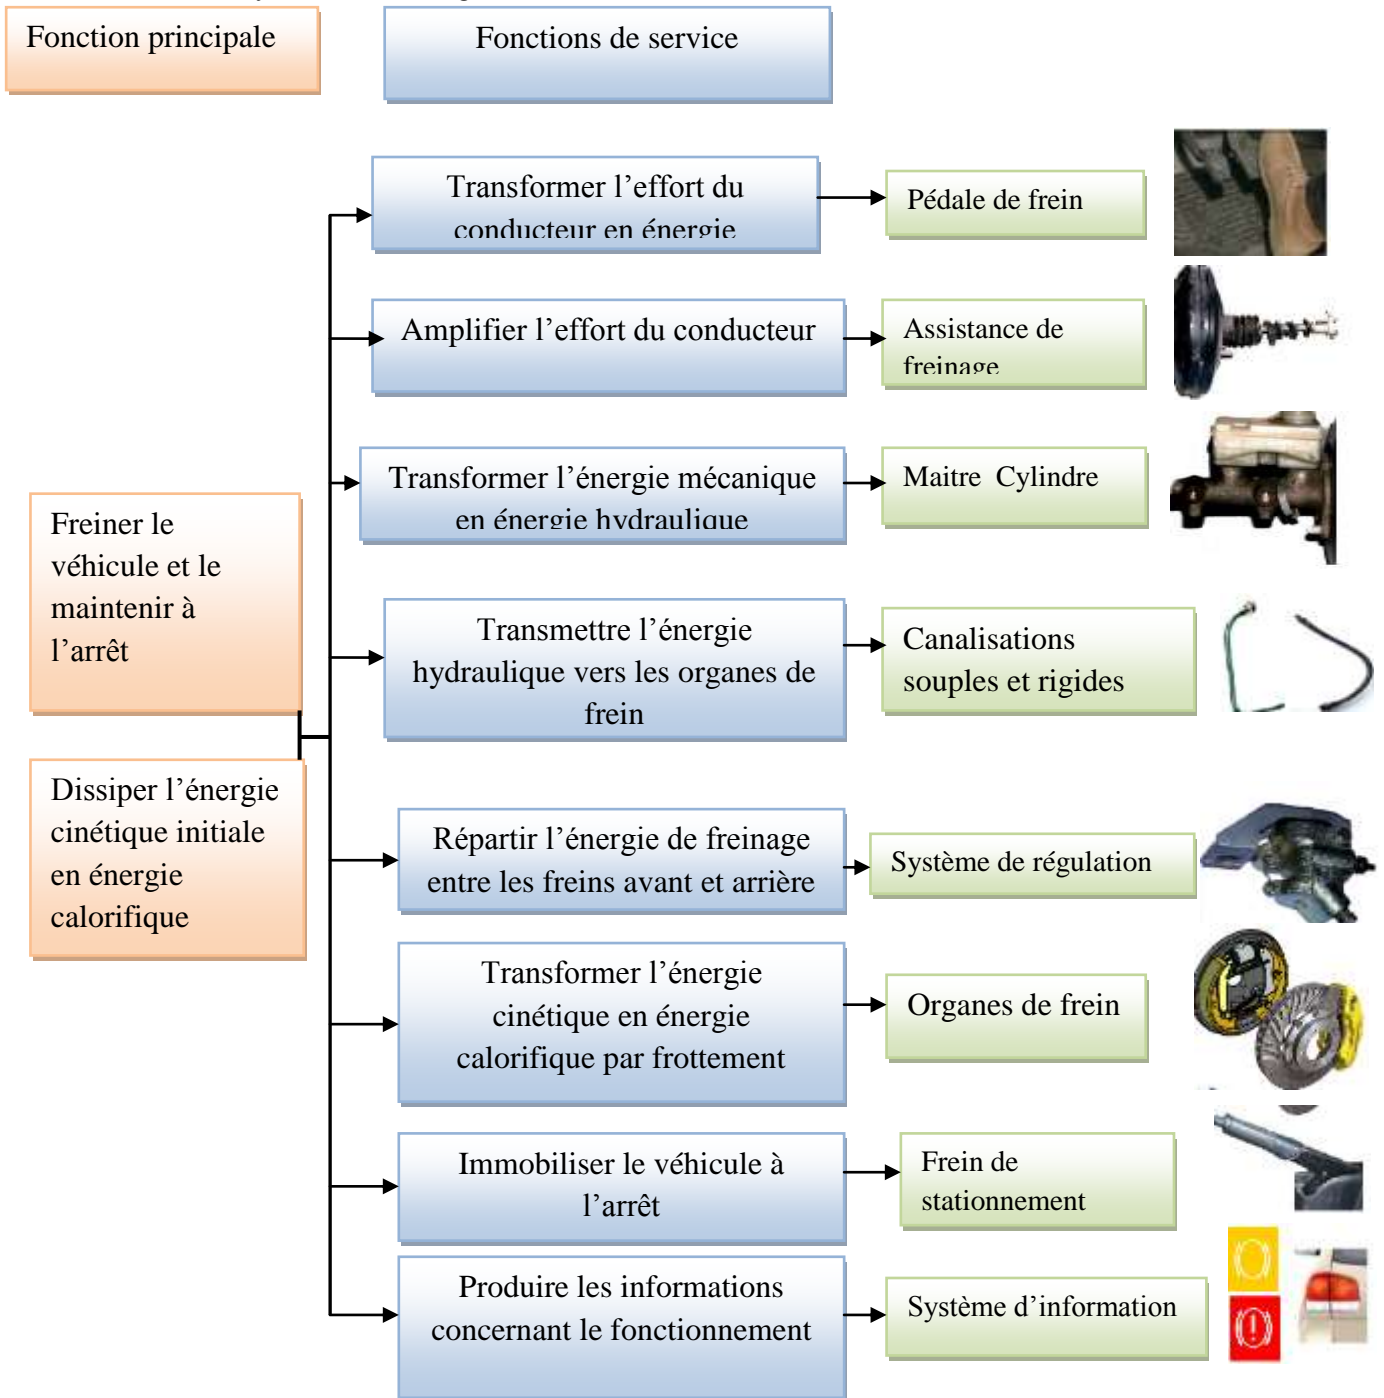 Fonction principale
Fonctions de service
Transformer l’effort du
conducteur en énergie
Pédale de frein
Amplifier l’effort du conducteur
Assistance de
freinage
Transformer l’énergie mécanique
en énergie hydraulique
Maitre Cylindre
Freiner le
véhicule et le
maintenir à
l’arrêt
Transmettre l’énergie
hydraulique vers les organes de
frein
Canalisations
souples et rigides
Dissiper l’énergie
cinétique initiale
en énergie
calorifique
Répartir l’énergie de freinage
entre les freins avant et arrière
Système de régulation
Transformer l’énergie
cinétique en énergie
calorifique par frottement
Organes de frein
Immobiliser le véhicule à
l’arrêt
Frein de
stationnement
Produire les informations
concernant le fonctionnement
Système d’information